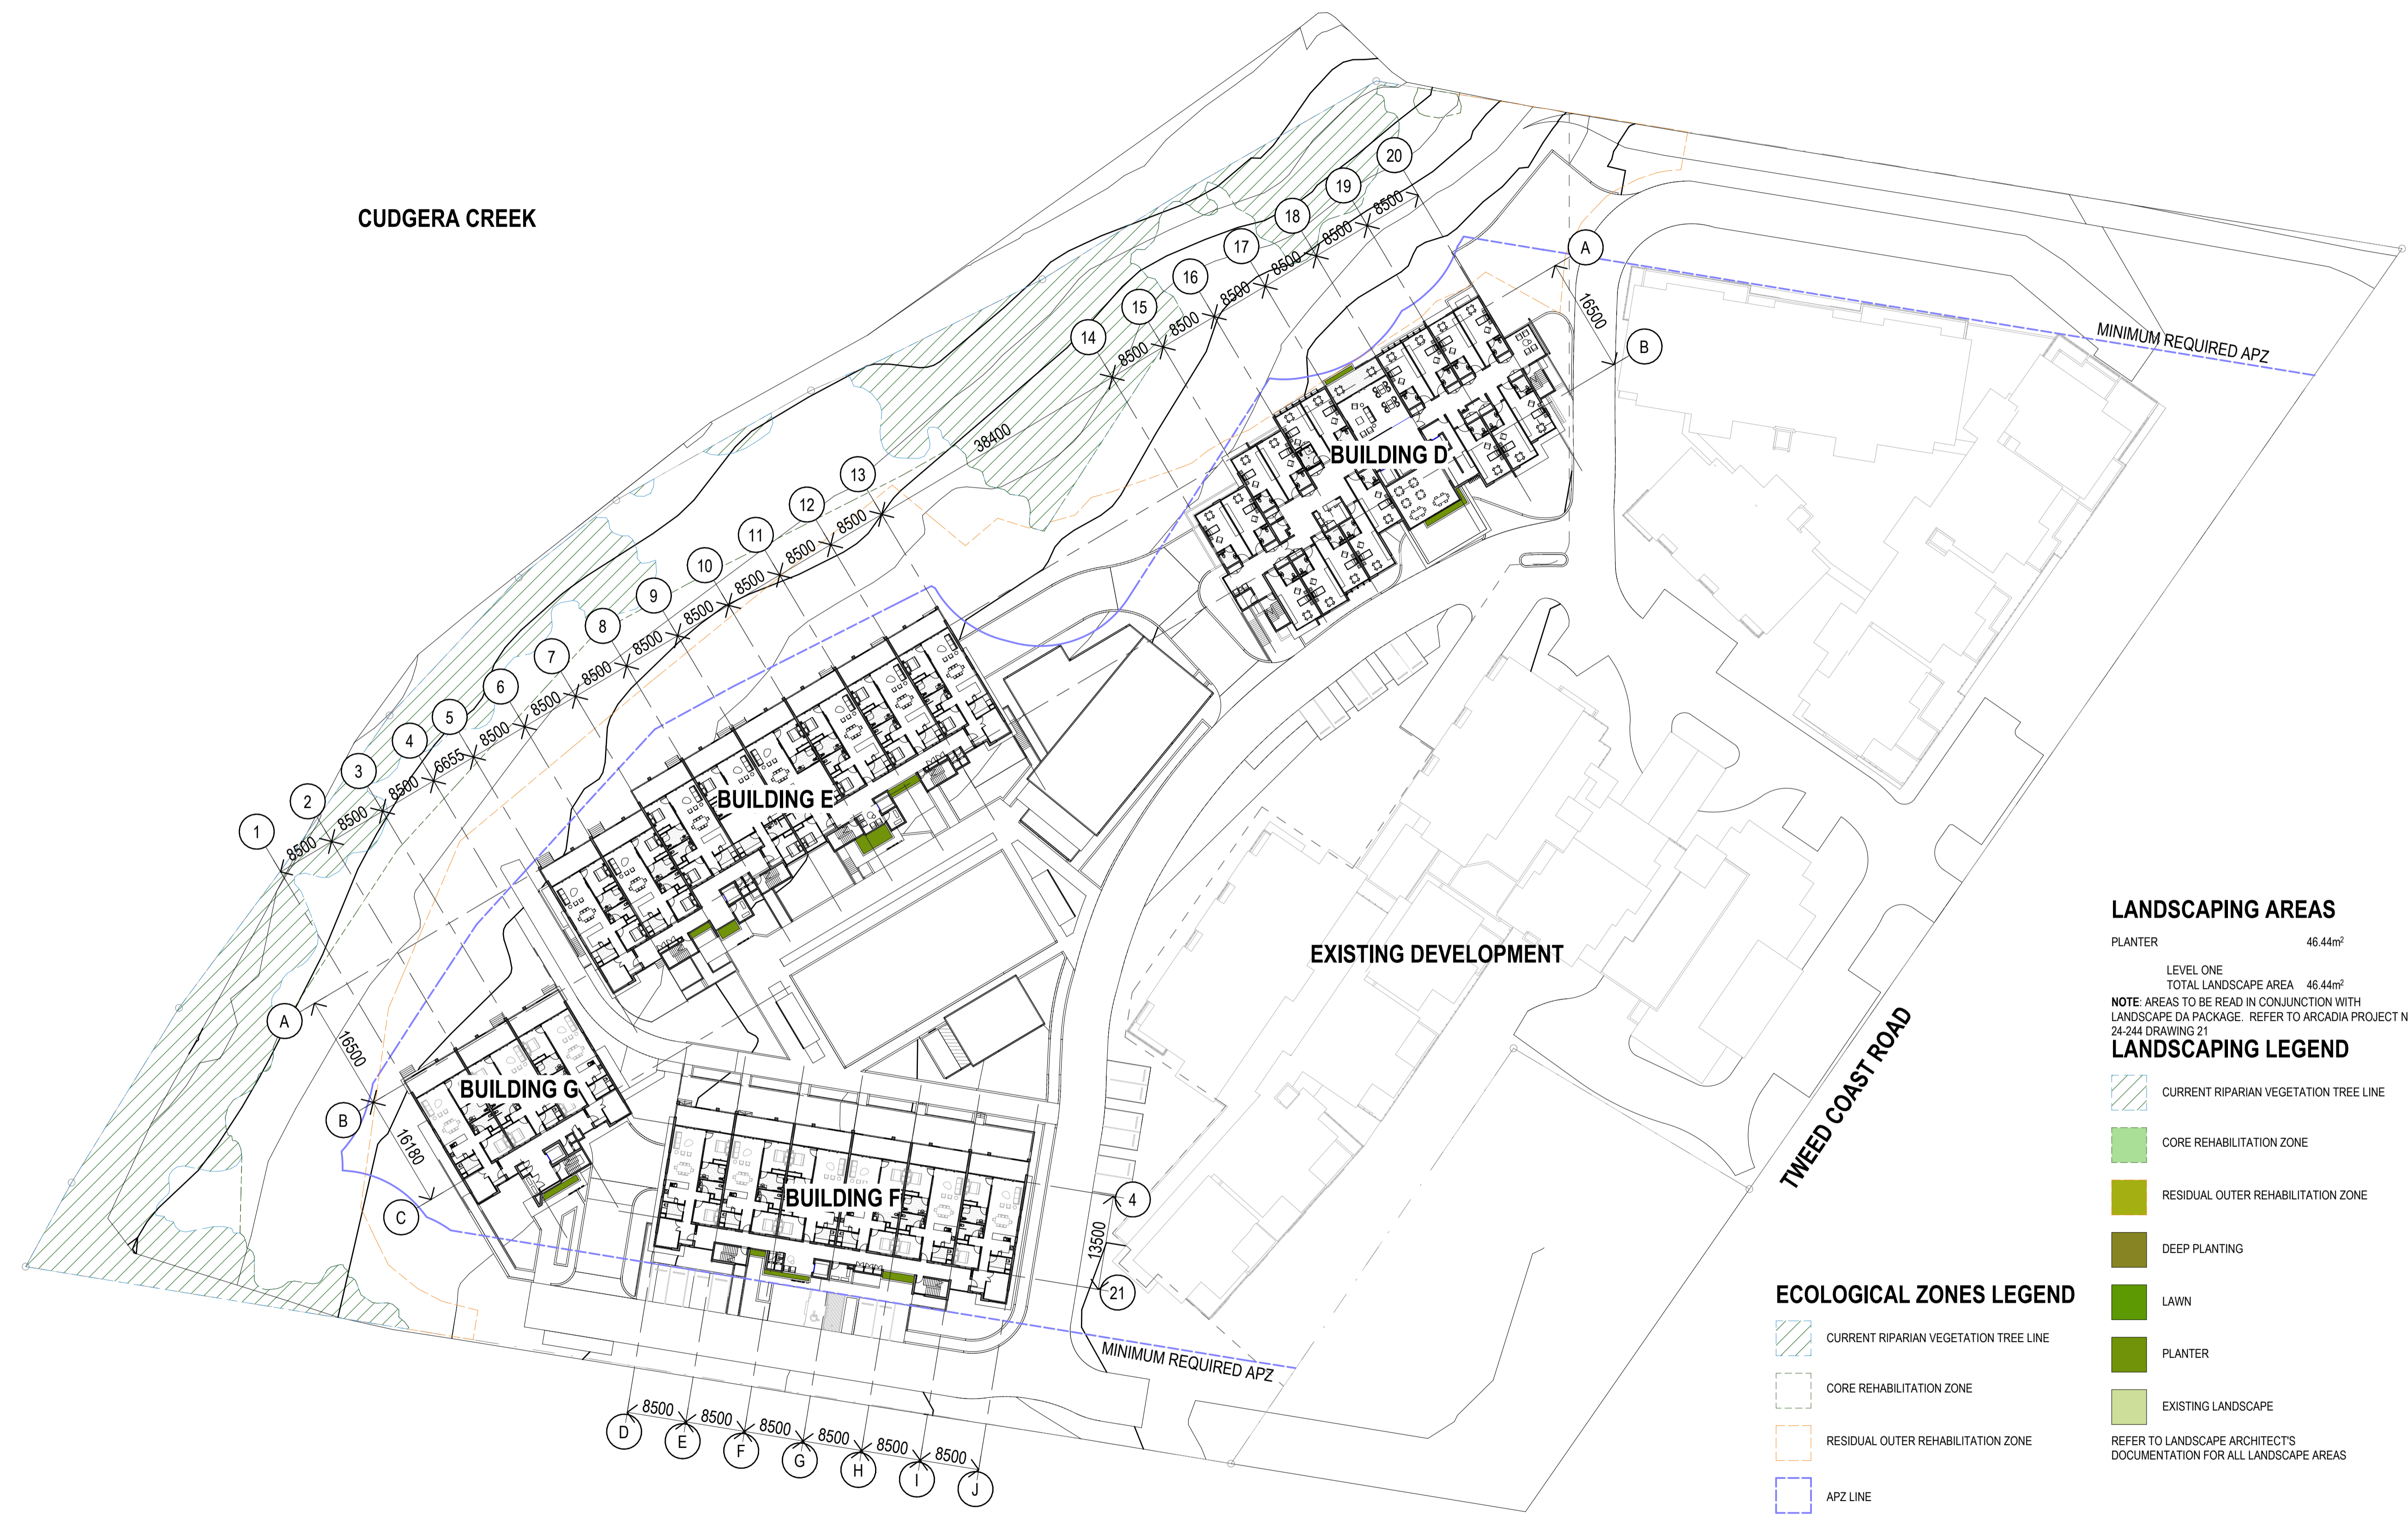 CUDGERA CREEK
20
19
18
17
16
15
14
13
12
11
10
9
8
7
6
5
4
3
2
1
8500
8500
8500
8500
8500
8500
38400
8500
8500
8500
8500
8500
8500
8500
8500
6655
8500
8500
8500
A
16500
B
MINIMUM REQUIRED APZ
BUILDING D
BUILDING E
EXISTING DEVELOPMENT
A
16500
B
16180
C
BUILDING G
BUILDING F
4
13500
21
MINIMUM REQUIRED APZ
TWEED COAST ROAD
8500
8500
8500
8500
8500
8500
D
E
F
G
H
I
J
LANDSCAPING AREAS
PLANTER 46.44m²
LEVEL ONE
TOTAL LANDSCAPE AREA 46.44m²
NOTE: AREAS TO BE READ IN CONJUNCTION WITH
LANDSCAPE DA PACKAGE. REFER TO ARCADIA PROJECT N
24-244 DRAWING 21
LANDSCAPING LEGEND
CURRENT RIPARIAN VEGETATION TREE LINE
CORE REHABILITATION ZONE
RESIDUAL OUTER REHABILITATION ZONE
DEEP PLANTING
LAWN
PLANTER
EXISTING LANDSCAPE
REFER TO LANDSCAPE ARCHITECT'S
DOCUMENTATION FOR ALL LANDSCAPE AREAS
ECOLOGICAL ZONES LEGEND
CURRENT RIPARIAN VEGETATION TREE LINE
CORE REHABILITATION ZONE
RESIDUAL OUTER REHABILITATION ZONE
APZ LINE